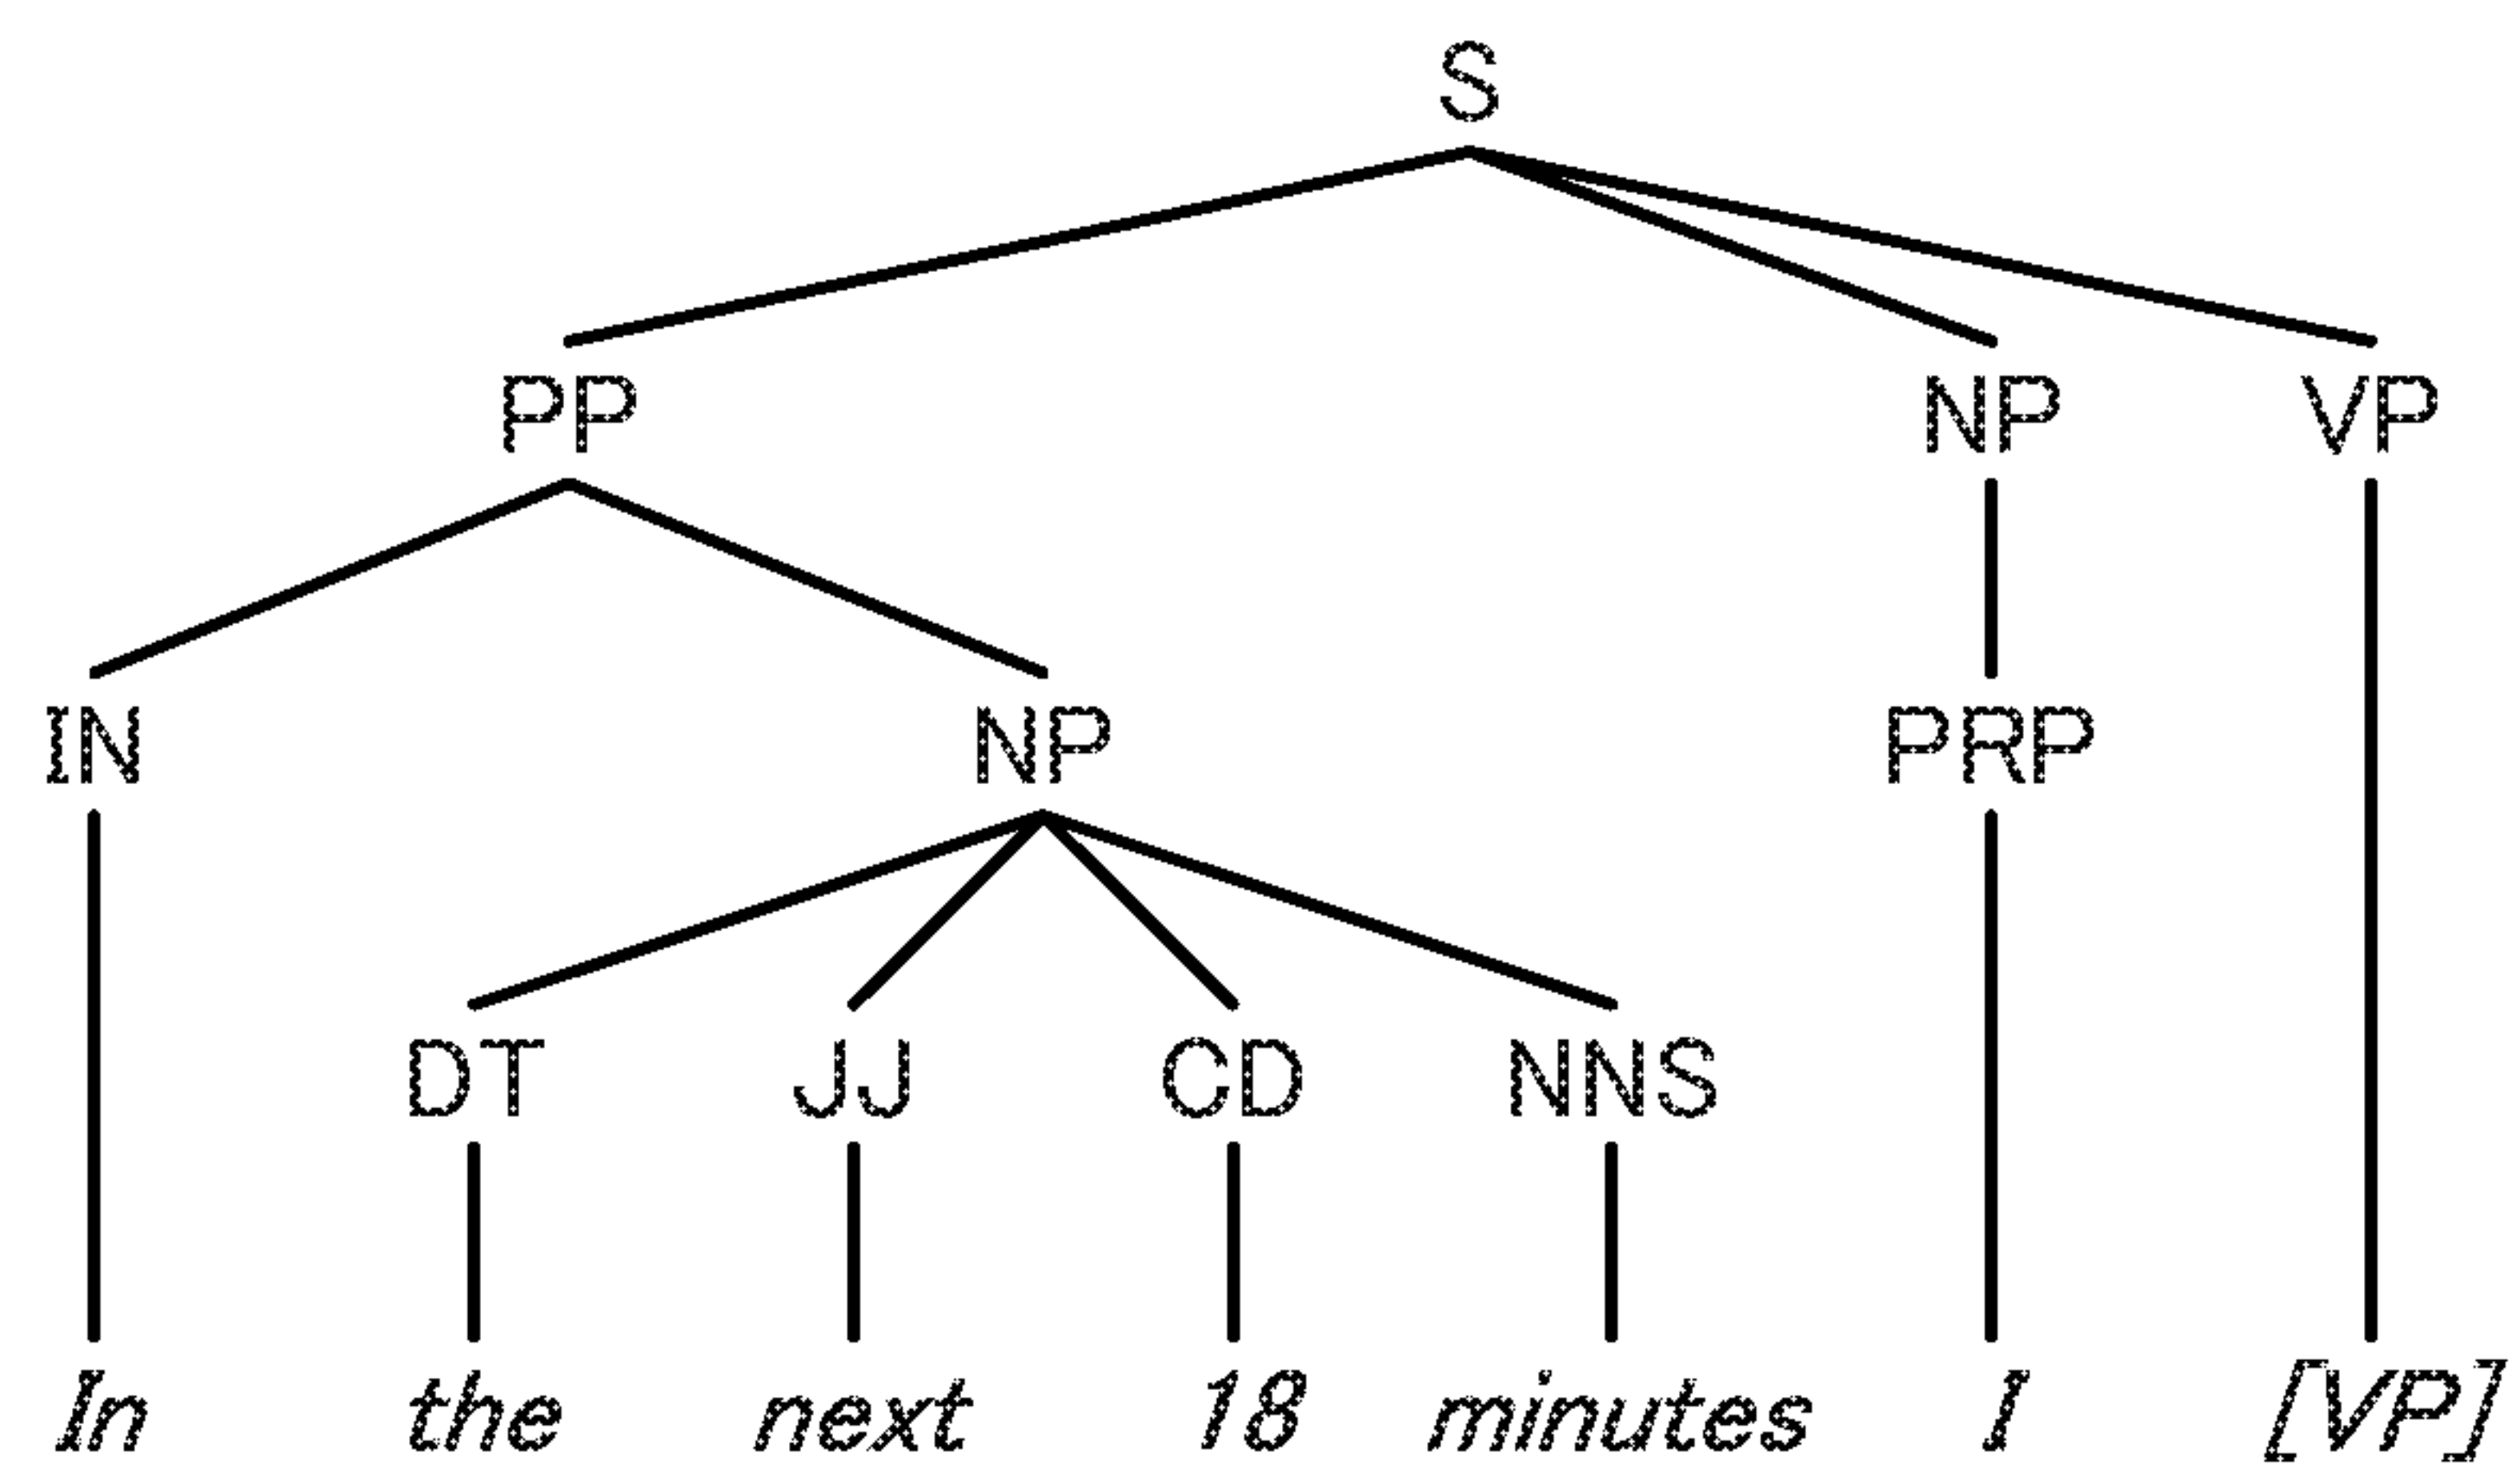 S
PP NP VP
IN NP PRP
DT JJ CD NNS
In the next 18 minutes I [VP]